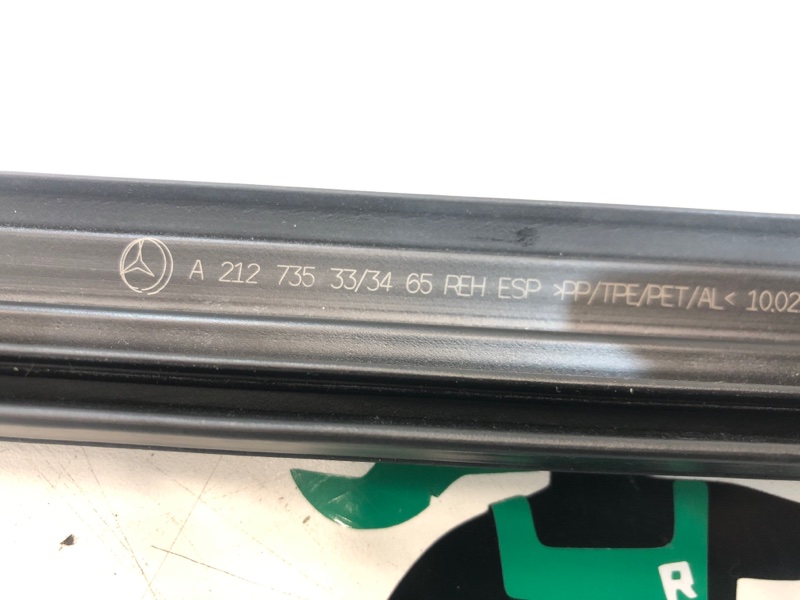 A 212 735 33/34 65 REH ESP >PP/TPE/PET/AL< 10.02
R